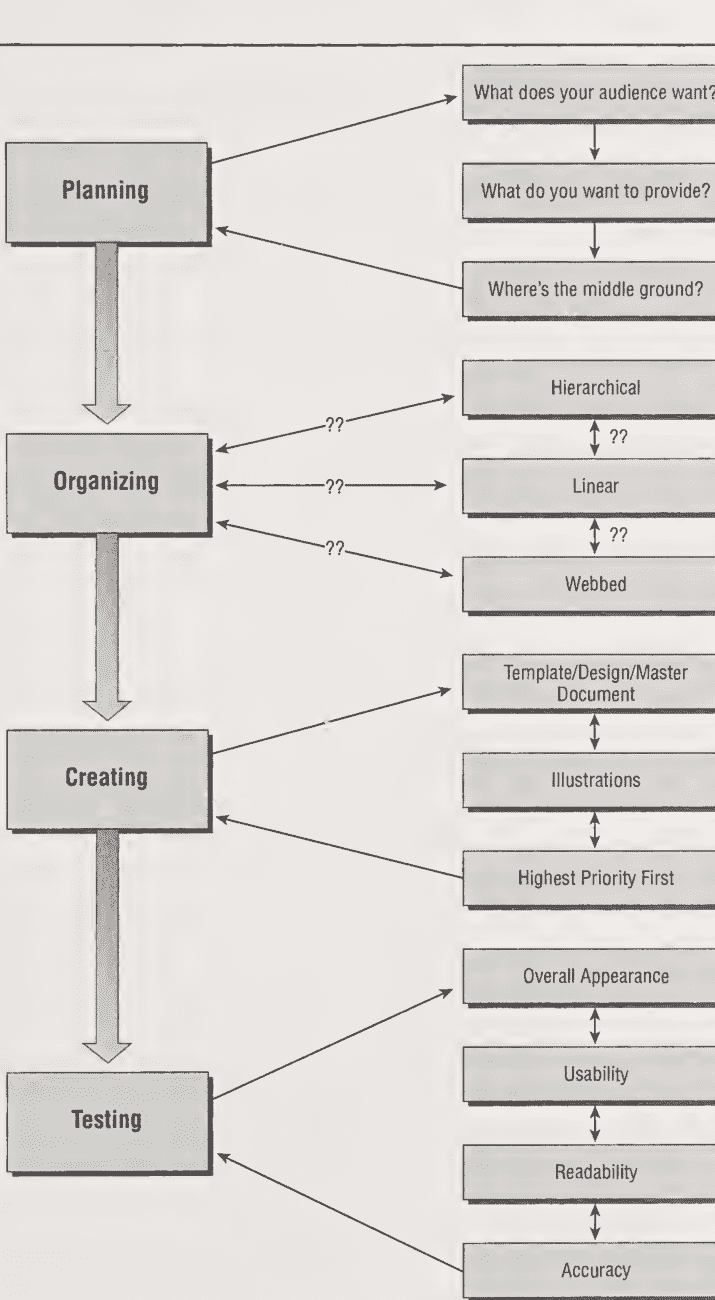 What does your audience want?
Planning
What do you want to provide?
Where's the middle ground?
Hierarchical
??
??
Organizing
??
Linear
??
??
Webbed
Template/Design/Master
Document
Creating
Illustrations
Highest Priority First
Overall Appearance
Usability
Testing
Readability
Accuracy